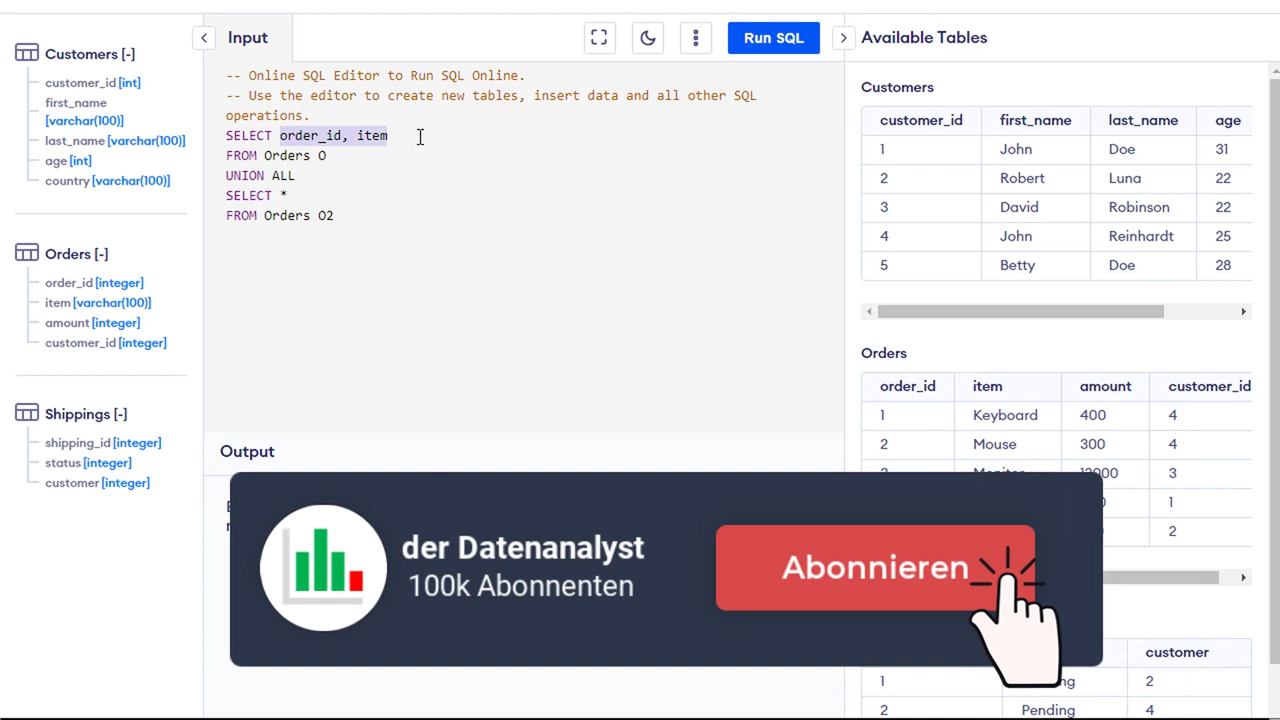 Customers [-]
customer_id [int]
first_name
[varchar(100)]
last_name [varchar(100)]
age [int]
country [varchar(100)]
Orders [-]
order_id [integer]
item [varchar(100)]
amount [integer]
customer_id [integer]
Shippings [-]
shipping_id [integer]
status [integer]
customer [integer]
Input
Run SQL
-- Online SQL Editor to Run SQL Online.
-- Use the editor to create new tables, insert data and all other SQL
operations.
SELECT order_id, item
FROM Orders O
UNION ALL
SELECT *
FROM Orders O2
Output
der Datenanalyst
100k Abonnenten
Abonnieren
Available Tables
Customers
customer_id first_name last_name age
1 John Doe 31
2 Robert Luna 22
3 David Robinson 22
4 John Reinhardt 25
5 Betty Doe 28
Orders
order_id item amount customer_id
1 Keyboard 400 4
2 Mouse 300 4
3
1
2
customer
1 2
2 Pending 4